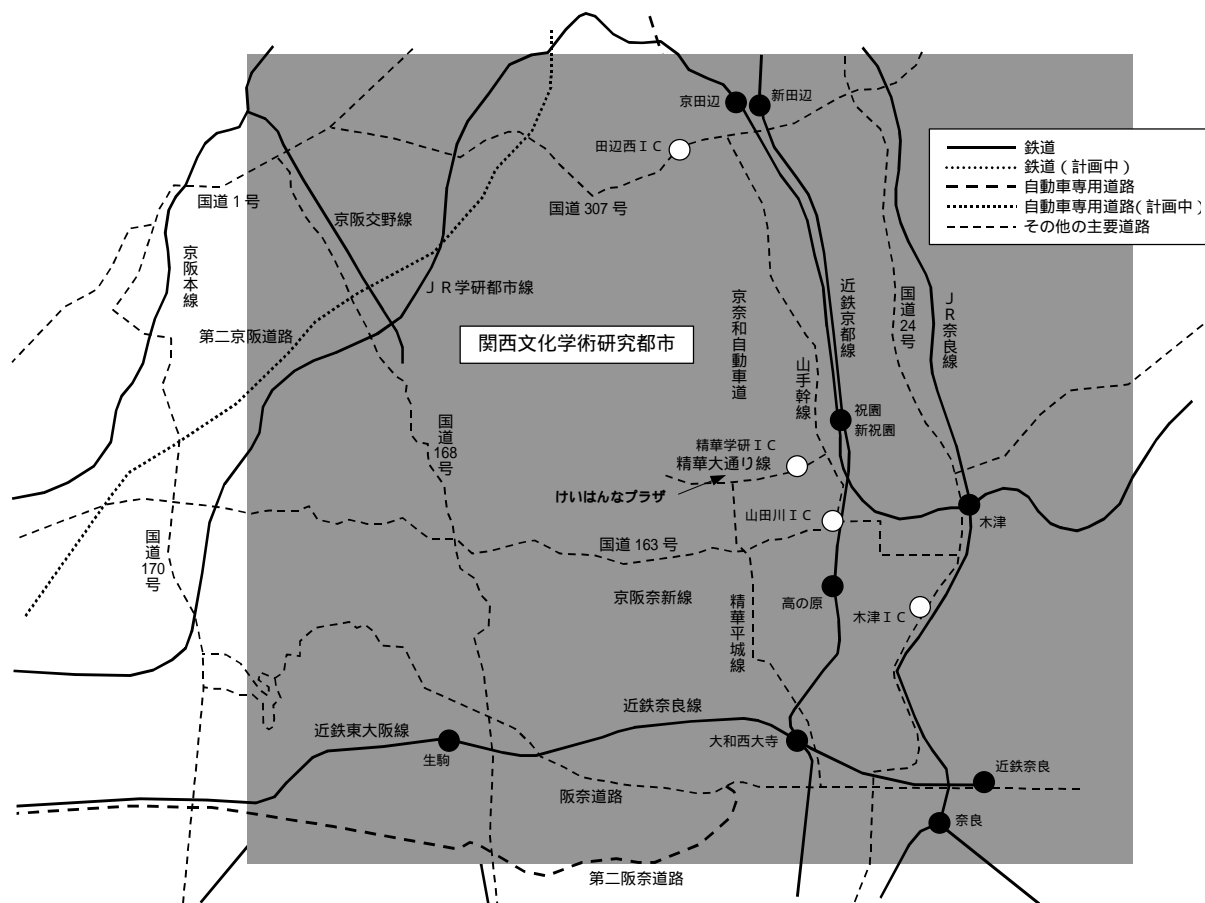 京田辺
新田辺
田辺西ＩＣ
鉄道
鉄道（計画中）
自動車専用道路
自動車専用道路（計画中）
その他の主要道路
国道１号
国道 307 号
京阪交野線
京阪本線
ＪＲ学研都市線
第二京阪道路
関西文化学術研究都市
京奈和自動車道
山手幹線
近鉄京都線
国道24号
ＪＲ奈良線
祝園
新祝園
精華学研ＩＣ
精華大通り線
けいはんなプラザ
国道168号
山田川ＩＣ
木津
国道170号
国道 163 号
京阪奈新線
精華平城線
高の原
木津ＩＣ
近鉄奈良線
近鉄東大阪線
生駒
大和西大寺
近鉄奈良
阪奈道路
奈良
第二阪奈道路